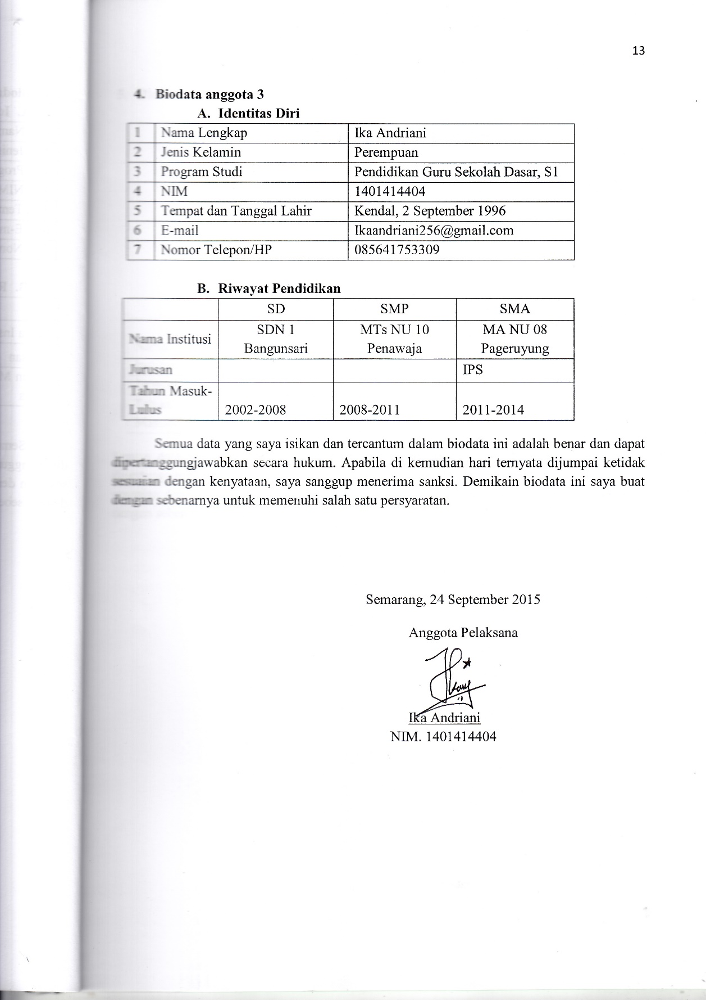 13
4. Biodata anggota 3
A. Identitas Diri
1 Nama Lengkap Ika Andriani
2 Jenis Kelamin Perempuan
3 Program Studi Pendidikan Guru Sekolah Dasar, S1
4 NIM 1401414404
5 Tempat dan Tanggal Lahir Kendal, 2 September 1996
6 E-mail Ikaandriani256@gmail.com
7 Nomor Telepon/HP 085641753309
B. Riwayat Pendidikan
SD SMP SMA
Nama Institusi SDN 1 Bangunsari MTs NU 10 Penawaja MA NU 08 Pageruyung
Jurusan IPS
Tahun Masuk-
Lulus 2002-2008 2008-2011 2011-2014
Semua data yang saya isikan dan tercantum dalam biodata ini adalah benar dan dapat
dipertanggungjawabkan secara hukum. Apabila di kemudian hari ternyata dijumpai ketidak
sesuaian dengan kenyataan, saya sanggup menerima sanksi. Demikain biodata ini saya buat
dengan sebenarnya untuk memenuhi salah satu persyaratan.
Semarang, 24 September 2015
Anggota Pelaksana
Ika Andriani
NIM. 1401414404